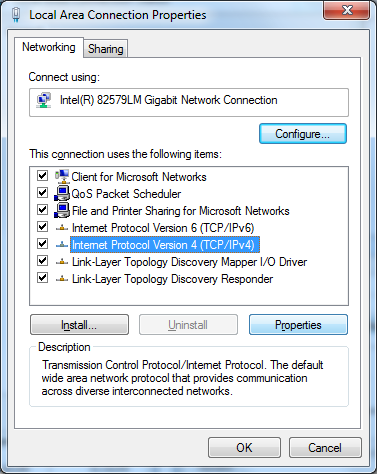 Local Area Connection Properties
Networking
Sharing
Connect using:
Intel(R) 82579LM Gigabit Network Connection
Configure...
This connection uses the following items:
Client for Microsoft Networks
QoS Packet Scheduler
File and Printer Sharing for Microsoft Networks
Internet Protocol Version 6 (TCP/IPv6)
Internet Protocol Version 4 (TCP/IPv4)
Link-Layer Topology Discovery Mapper I/O Driver
Link-Layer Topology Discovery Responder
Install...
Uninstall
Properties
Description
Transmission Control Protocol/Internet Protocol. The default
wide area network protocol that provides communication
across diverse interconnected networks.
OK
Cancel